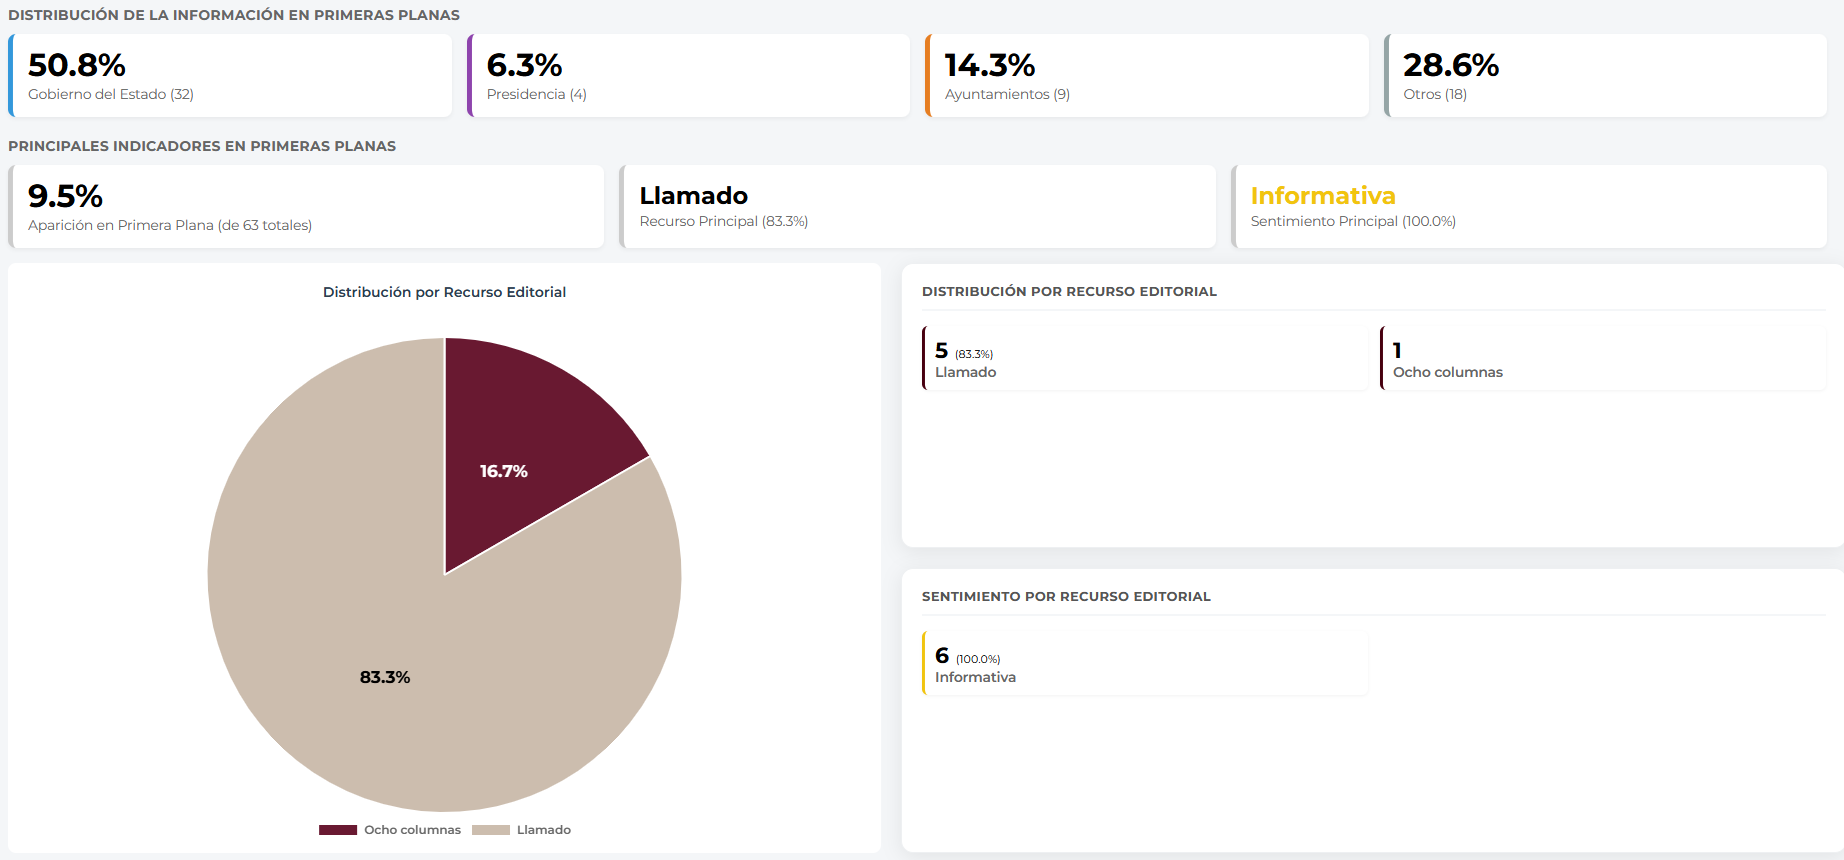 DISTRIBUCIÓN DE LA INFORMACIÓN EN PRIMERAS PLANAS
50.8%
Gobierno del Estado (32)
6.3%
Presidencia (4)
14.3%
Ayuntamientos (9)
28.6%
Otros (18)
PRINCIPALES INDICADORES EN PRIMERAS PLANAS
9.5%
Aparición en Primera Plana (de 63 totales)
Llamado
Recurso Principal (83.3%)
Informativa
Sentimiento Principal (100.0%)
Distribución por Recurso Editorial
16.7%
83.3%
Ocho columnas
Llamado
DISTRIBUCIÓN POR RECURSO EDITORIAL
5 (83.3%)
Llamado
1
Ocho columnas
SENTIMIENTO POR RECURSO EDITORIAL
6 (100.0%)
Informativa